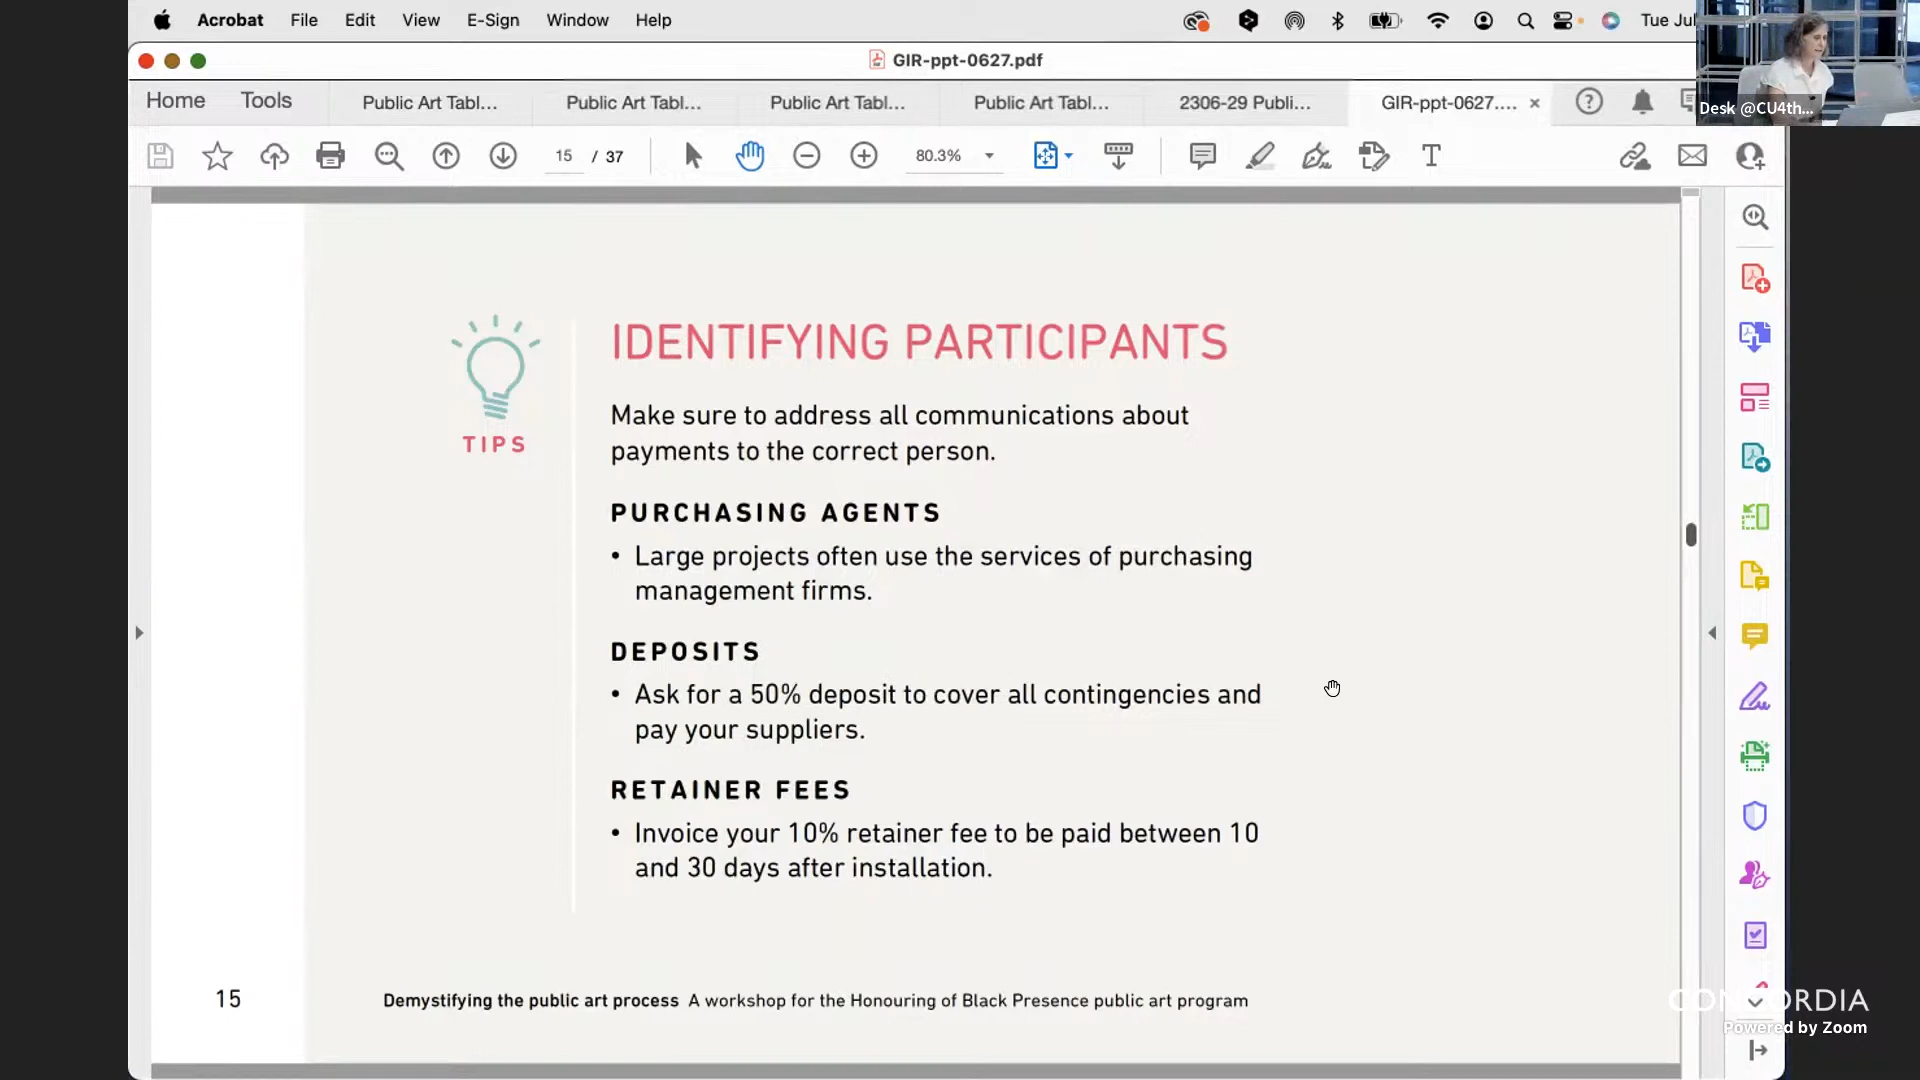 Acrobat File Edit View E-Sign Window Help Tue Jul
GIR-ppt-0627.pdf
Home Tools Public Art Tabl... Public Art Tabl... Public Art Tabl... Public Art Tabl... 2306-29 Publi... GIR-ppt-0627....
Desk @CU4th...
15 / 37 80.3%
IDENTIFYING PARTICIPANTS
TIPS
Make sure to address all communications about
payments to the correct person.
PURCHASING AGENTS
• Large projects often use the services of purchasing
management firms.
DEPOSITS
• Ask for a 50% deposit to cover all contingencies and
pay your suppliers.
RETAINER FEES
• Invoice your 10% retainer fee to be paid between 10
and 30 days after installation.
15 Demystifying the public art process A workshop for the Honouring of Black Presence public art program
CONCORDIA
Powered by Zoom